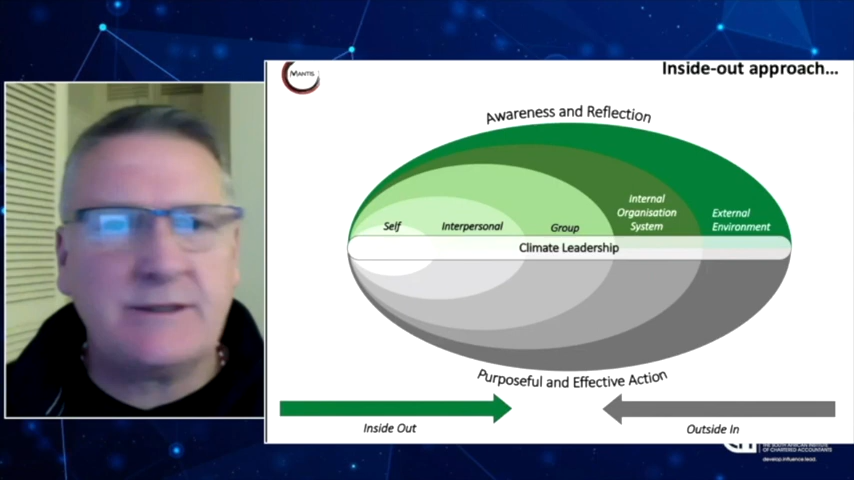 MANTIS
Inside-out approach...
Awareness and Reflection
Self
Interpersonal
Group
Internal
Organisation
System
External
Environment
Climate Leadership
Purposeful and Effective Action
Inside Out
Outside In
THE SOUTH AFRICAN INSTITUTE
OF CHARTERED ACCOUNTANTS
develop.influence.lead.